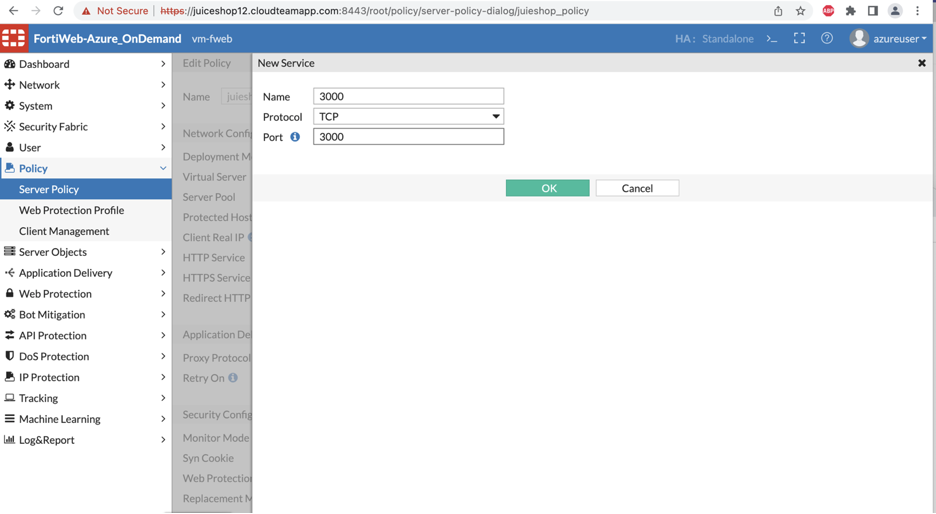 Not Secure | https://juiceshop12.cloudteamapp.com:8443/root/policy/server-policy-dialog/juieshop_policy
ABP
FortiWeb-Azure_OnDemand vm-fweb HA: Standalone >_ azureuser
Dashboard
Network
System
Security Fabric
User
Policy
Server Policy
Web Protection Profile
Client Management
Server Objects
Application Delivery
Web Protection
Bot Mitigation
API Protection
DoS Protection
IP Protection
Tracking
Machine Learning
Log&Report
Edit Policy
Name juiesh
Network Config
Deployment M
Virtual Server
Server Pool
Protected Host
Client Real IP
HTTP Service
HTTPS Service
Redirect HTTP
Application De
Proxy Protocol
Retry On
Security Config
Monitor Mode
Syn Cookie
Web Protection
Replacement M
New Service
Name 3000
Protocol TCP
Port 3000
OK Cancel